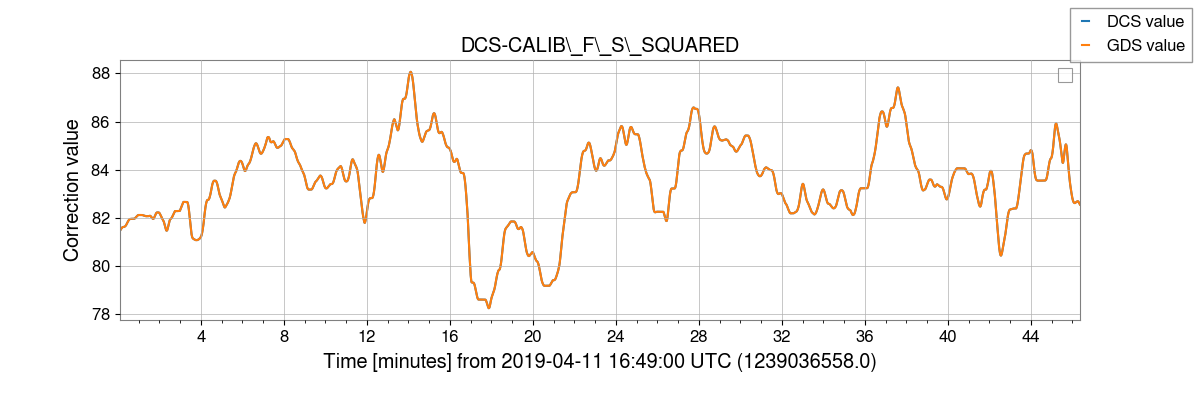 DCS value
GDS value
DCS-CALIB\_F\_S\_SQUARED
Correction value
88
86
84
82
80
78
4 8 12 16 20 24 28 32 36 40 44
Time [minutes] from 2019-04-11 16:49:00 UTC (1239036558.0)